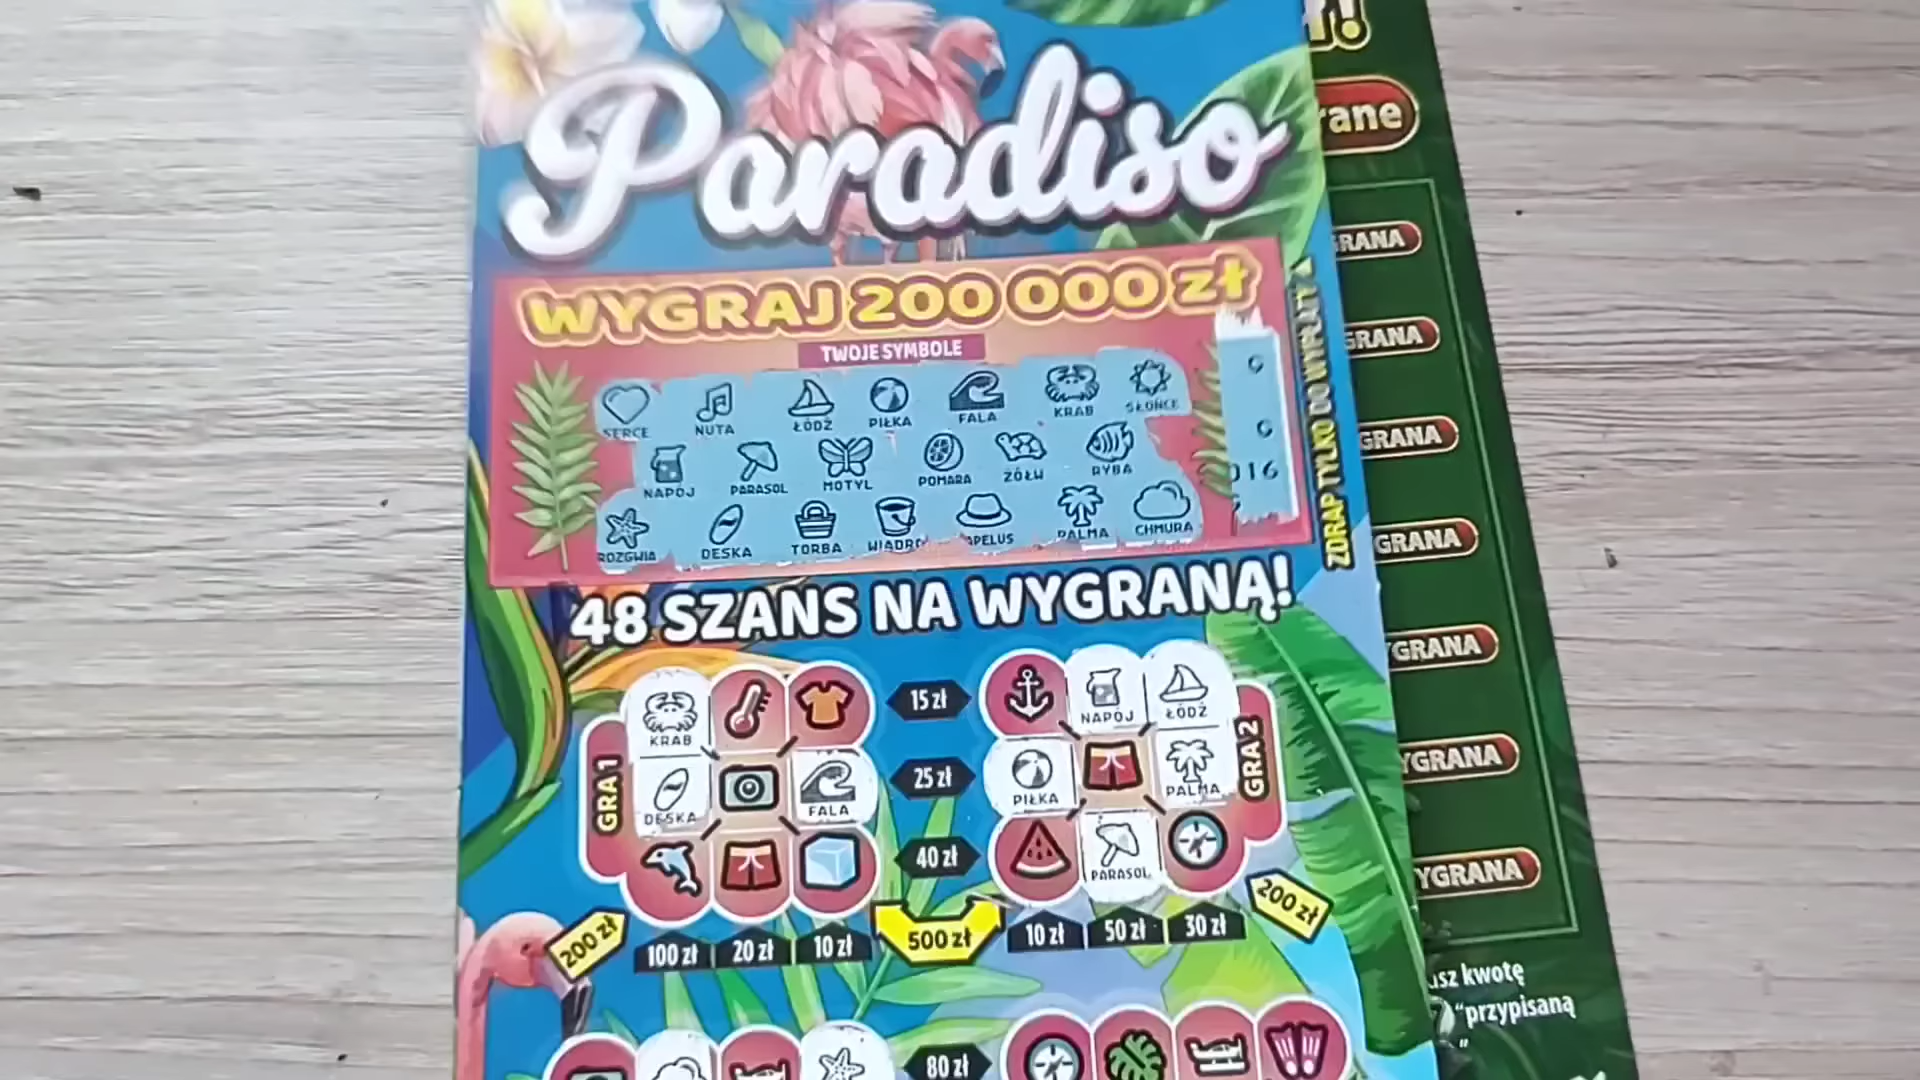 Paradiso
WYGRAJ 200 000 zł
TWOJE SYMBOLE
SERCE NUTA ŁÓDŹ PIŁKA FALA KRAB SŁOŃCE
NAPÓJ PARASOL MOTYL POMARA ŻÓŁW RYBA
ROZGWIA DESKA TORBA WIADRO APELUS PALMA CHMURA
016
ZDRAP TYLKO DO WYPŁATY
48 SZANS NA WYGRANĄ!
GRA 1
KRAB
DESKA FALA
15 zł
25 zł
40 zł
GRA 2
NAPÓJ ŁÓDŹ
PIŁKA PALMA
PARASOL
200 zł 100 zł 20 zł 10 zł 500 zł 10 zł 50 zł 30 zł 200 zł
80 zł
rane
GRANA
GRANA
GRANA
GRANA
GRANA
YGRANA
YGRANA
sz kwotę
"przypisaną